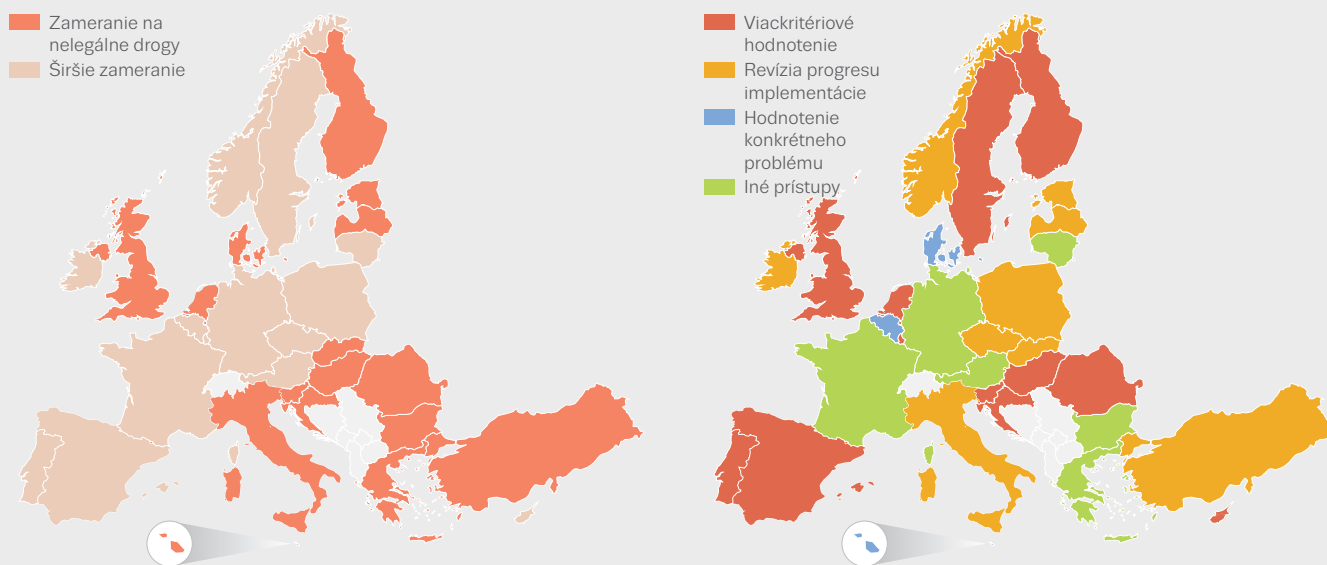 Zameranie na
nelegálne drogy
Širšie zameranie
Viackritériové
hodnotenie
Revízia progresu
implementácie
Hodnotenie
konkrétneho
problému
Iné prístupy